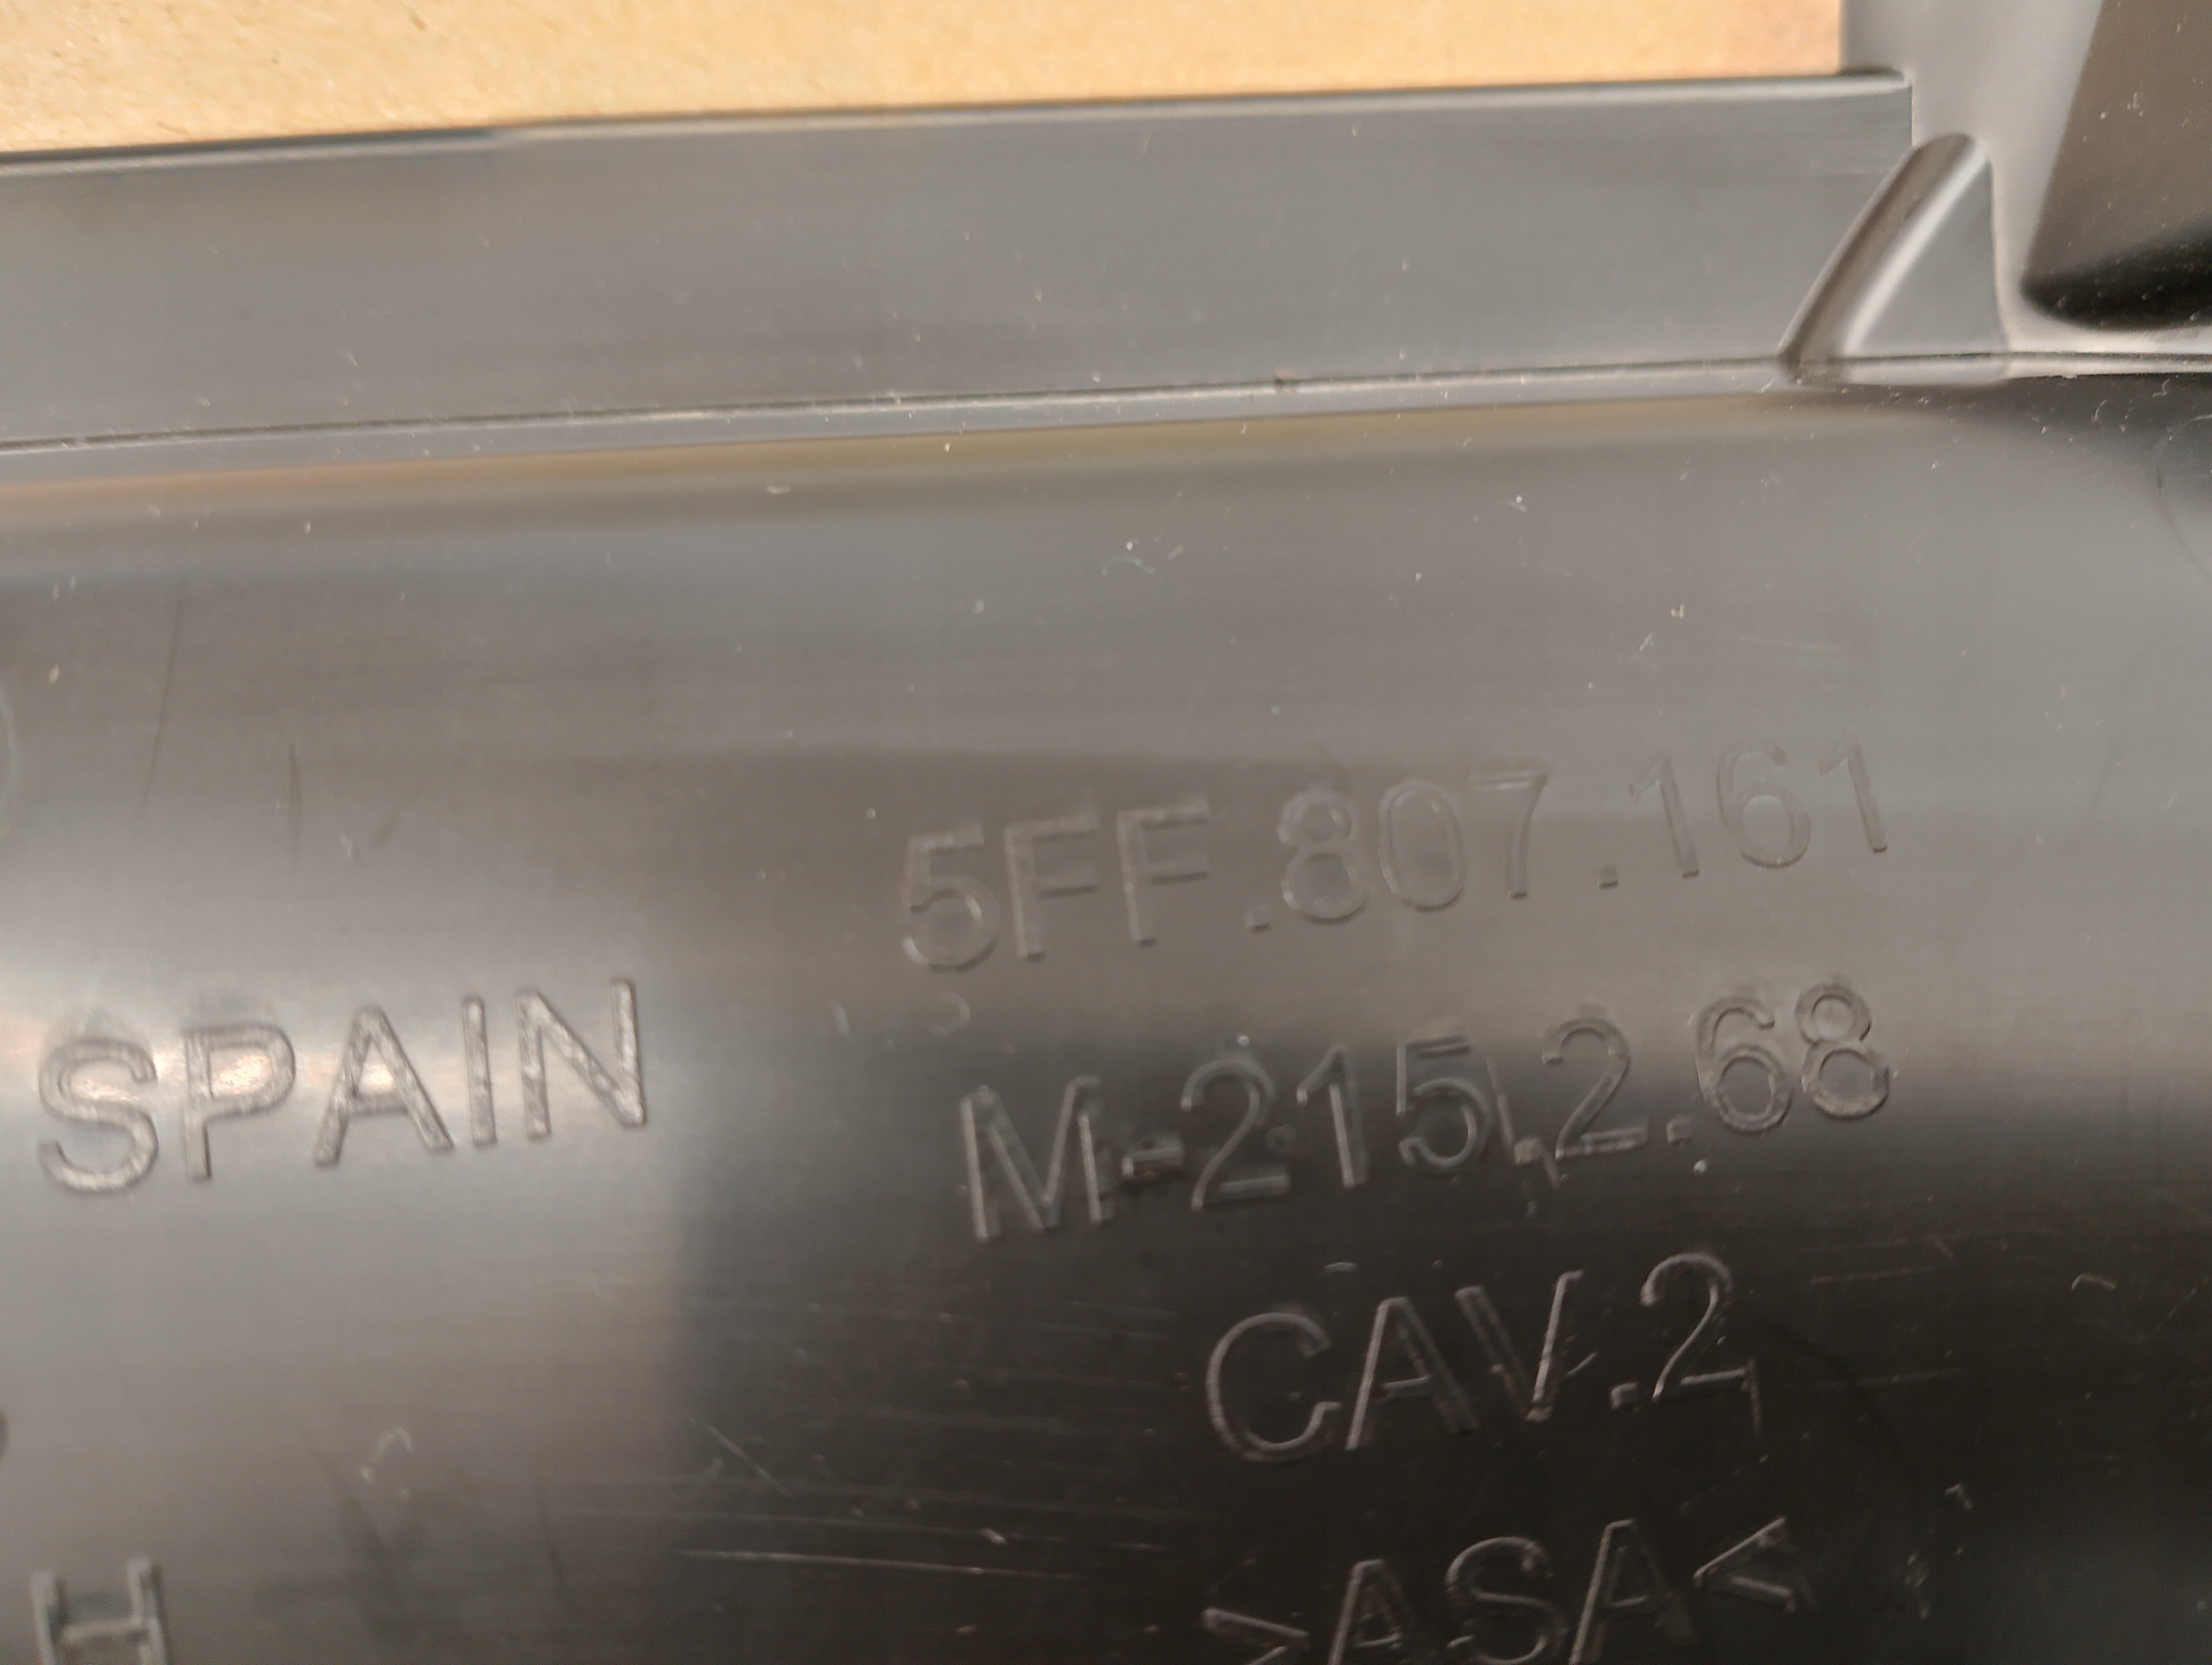 5FF.807.161
SPAIN
M-215.2.68
CAV.2
>ASA<
H